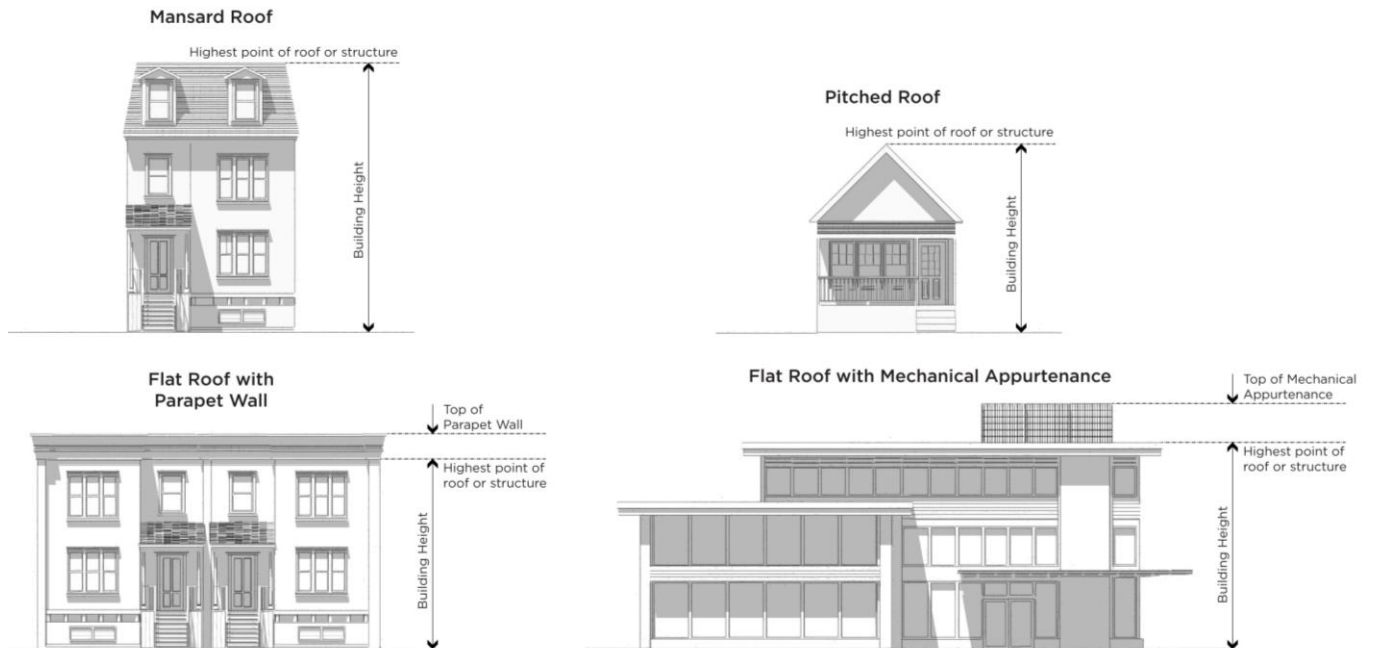 Mansard Roof
Highest point of roof or structure
Building Height
Pitched Roof
Highest point of roof or structure
Building Height
Flat Roof with
Parapet Wall
Top of
Parapet Wall
Highest point of
roof or structure
Building Height
Flat Roof with Mechanical Appurtenance
Top of Mechanical
Appurtenance
Highest point of
roof or structure
Building Height